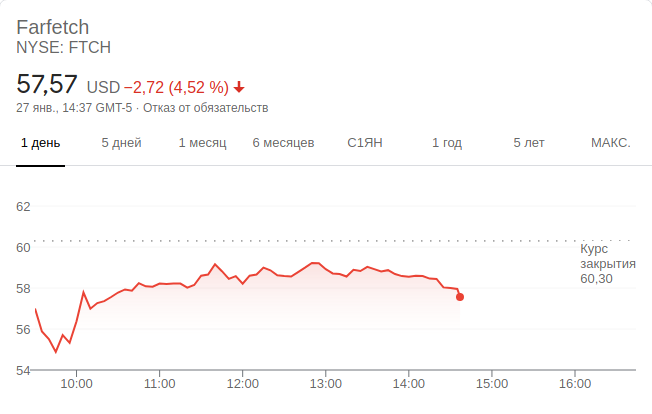 Farfetch
NYSE: FTCH
57,57 USD −2,72 (4,52 %)
27 янв., 14:37 GMT-5 · Отказ от обязательств
1 день 5 дней 1 месяц 6 месяцев С1ЯН 1 год 5 лет МАКС.
62
60
58
56
54
Курс
закрытия
60,30
10:00 11:00 12:00 13:00 14:00 15:00 16:00